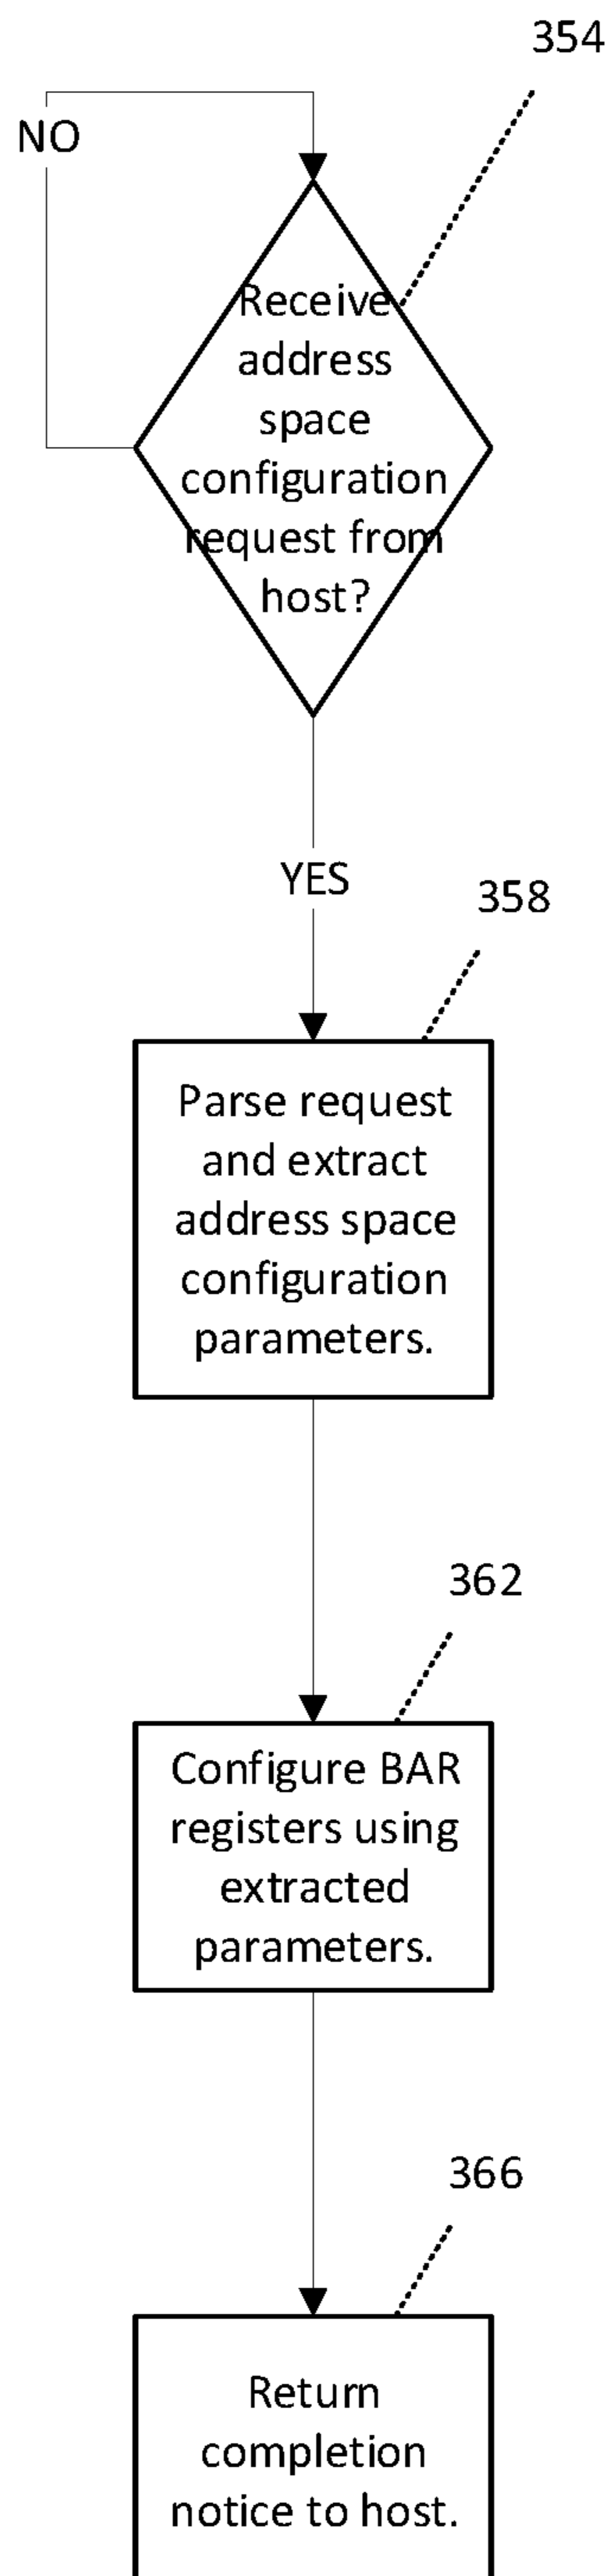 354
NO
Receive
address
space
configuration
request from
host?
YES
358
Parse request
and extract
address space
configuration
parameters.
362
Configure BAR
registers using
extracted
parameters.
366
Return
completion
notice to host.